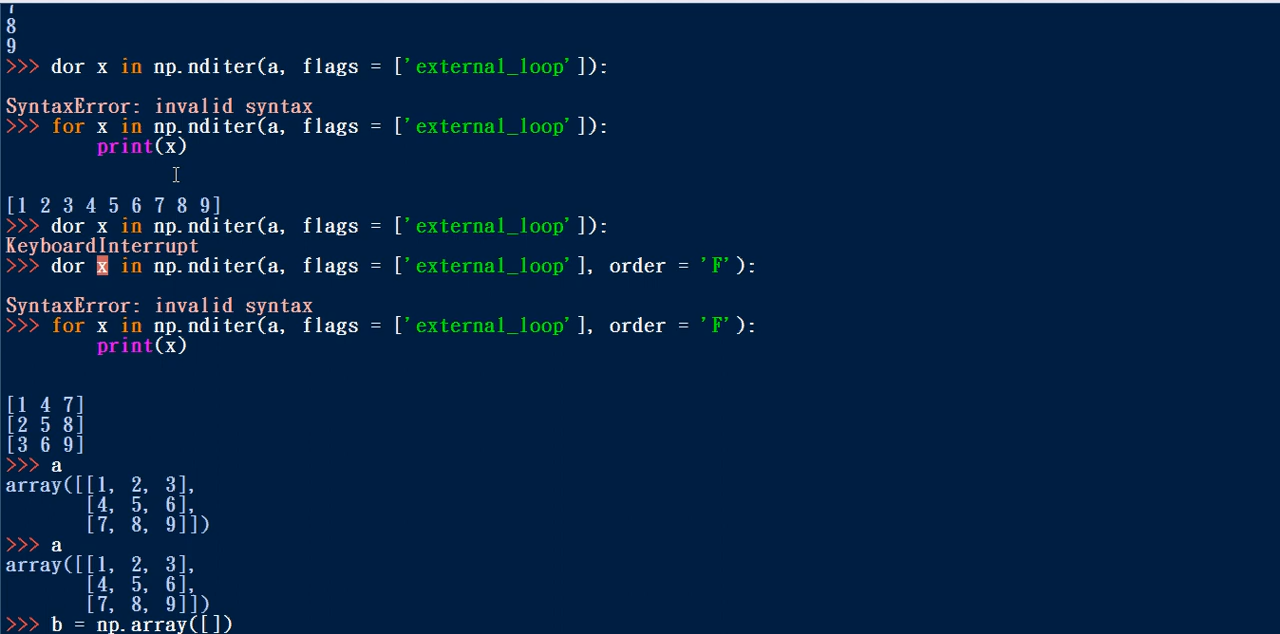 8
9
>>> dor x in np.nditer(a, flags = ['external_loop']):
SyntaxError: invalid syntax
>>> for x in np.nditer(a, flags = ['external_loop']):
print(x)
[1 2 3 4 5 6 7 8 9]
>>> dor x in np.nditer(a, flags = ['external_loop']):
KeyboardInterrupt
>>> dor x in np.nditer(a, flags = ['external_loop'], order = 'F'):
SyntaxError: invalid syntax
>>> for x in np.nditer(a, flags = ['external_loop'], order = 'F'):
print(x)
[1 4 7]
[2 5 8]
[3 6 9]
>>> a
array([[1, 2, 3],
[4, 5, 6],
[7, 8, 9]])
>>> a
array([[1, 2, 3],
[4, 5, 6],
[7, 8, 9]])
>>> b = np.array([])